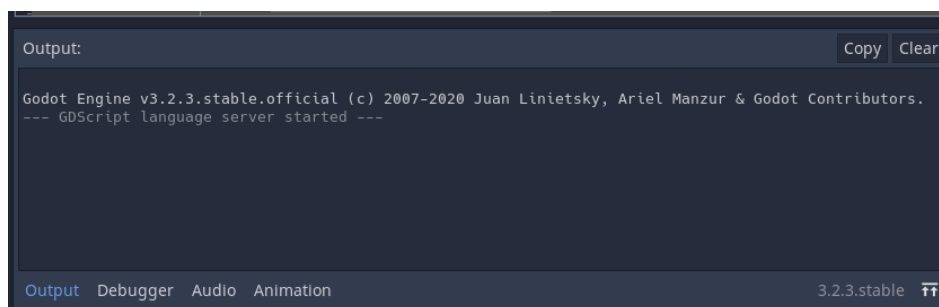 Output: Copy Clear
Godot Engine v3.2.3.stable.official (c) 2007-2020 Juan Linietsky, Ariel Manzur & Godot Contributors.
--- GDScript language server started ---
Output Debugger Audio Animation 3.2.3.stable